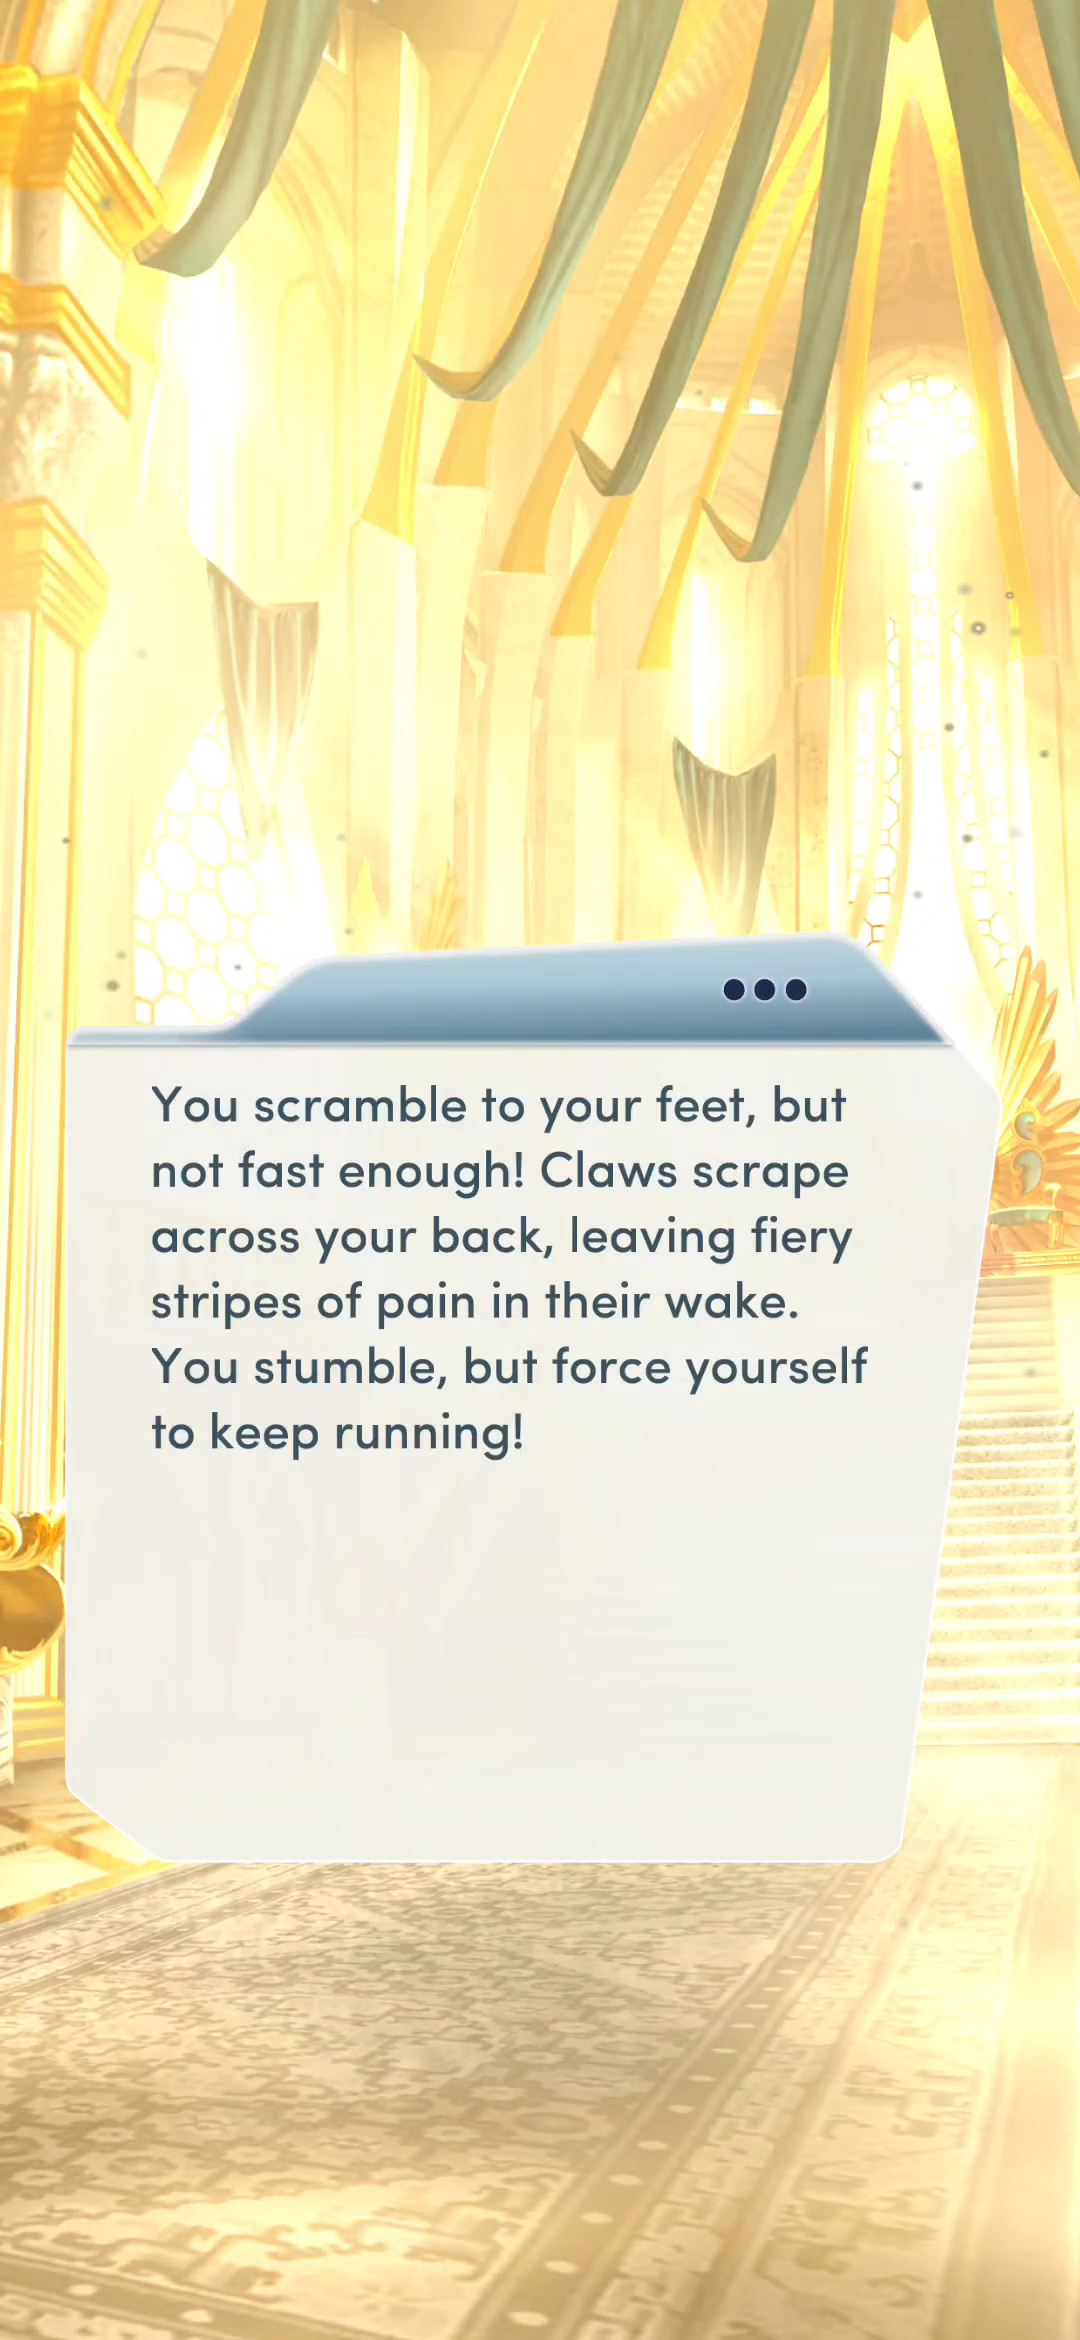 You scramble to your feet, but
not fast enough! Claws scrape
across your back, leaving fiery
stripes of pain in their wake.
You stumble, but force yourself
to keep running!